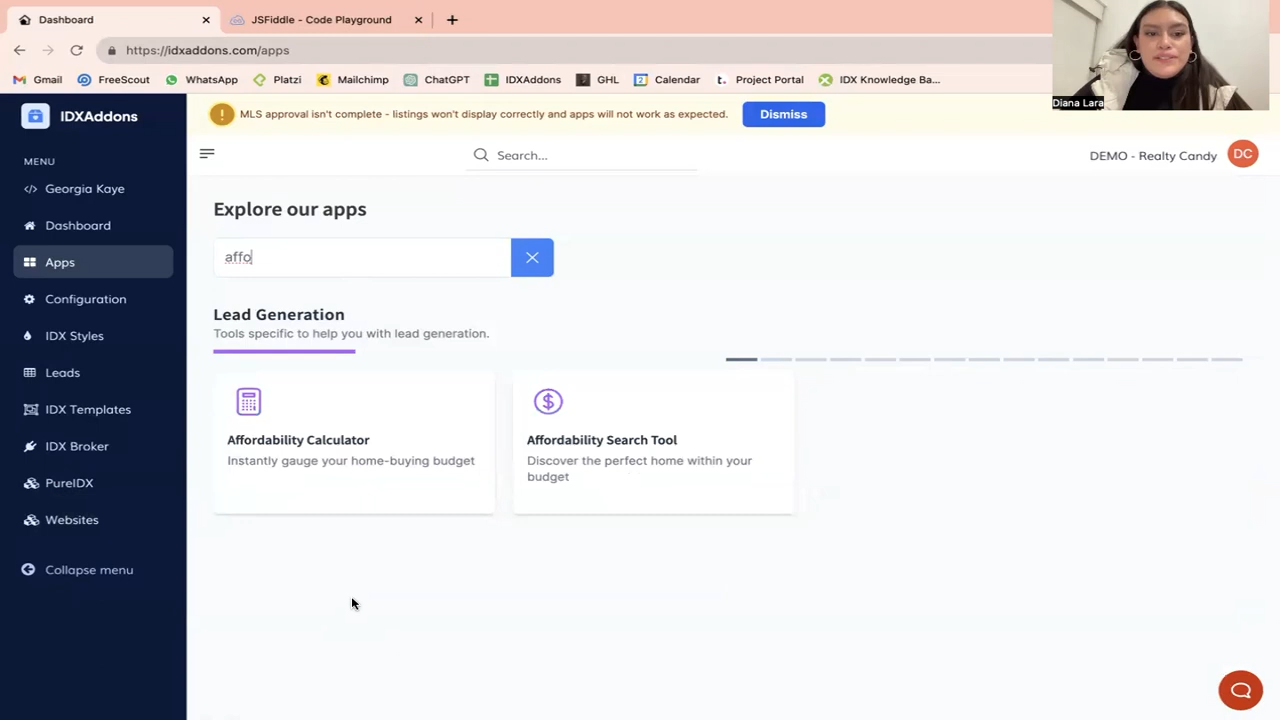 Dashboard
JSFiddle - Code Playground
https://idxaddons.com/apps
Gmail
FreeScout
WhatsApp
Platzi
Mailchimp
ChatGPT
IDXAddons
GHL
Calendar
Project Portal
IDX Knowledge Ba...
Diana Lara
IDXAddons
MLS approval isn't complete - listings won't display correctly and apps will not work as expected.
Dismiss
MENU
Search...
DEMO - Realty Candy
DC
Georgia Kaye
Dashboard
Apps
Configuration
IDX Styles
Leads
IDX Templates
IDX Broker
PureIDX
Websites
Collapse menu
Explore our apps
affo
Lead Generation
Tools specific to help you with lead generation.
Affordability Calculator
Instantly gauge your home-buying budget
Affordability Search Tool
Discover the perfect home within your
budget